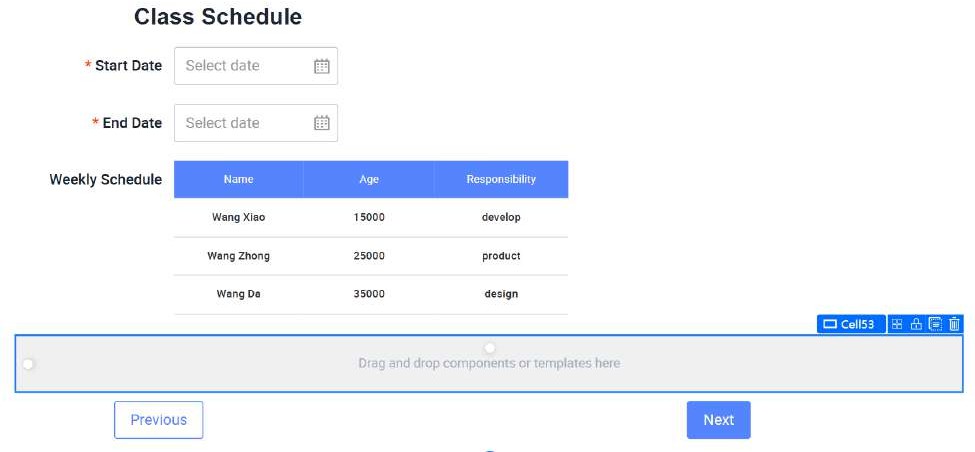 Class Schedule
* Start Date Select date
* End Date Select date
Weekly Schedule Name Age Responsibility
Wang Xiao 15000 develop
Wang Zhong 25000 product
Wang Da 35000 design
Cell53
Drag and drop components or templates here
Previous Next